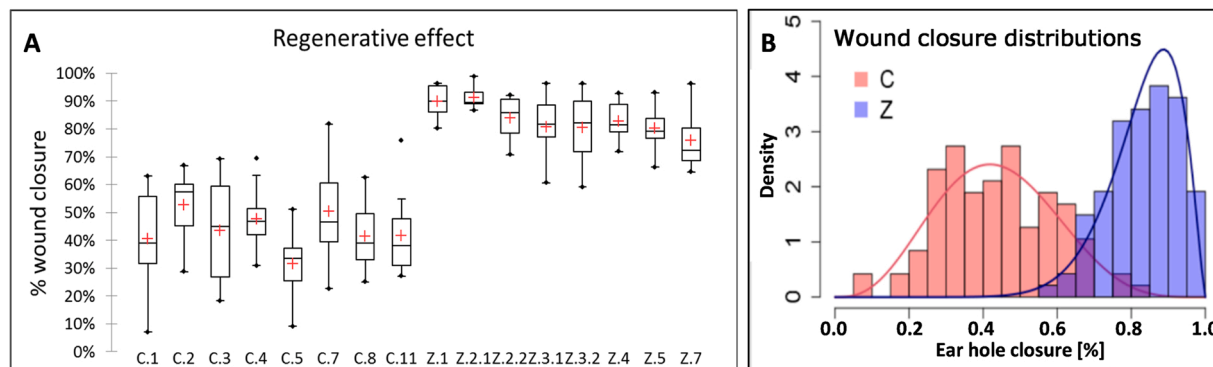 A
Regenerative effect
% wound closure
100%
90%
80%
70%
60%
50%
40%
30%
20%
10%
0%
C.1 C.2 C.3 C.4 C.5 C.7 C.8 C.11 Z.1 Z.2.1 Z.2.2 Z.3.1 Z.3.2 Z.4 Z.5 Z.7
B
Wound closure distributions
C
Z
Density
5
4
3
2
1
0
0.0 0.2 0.4 0.6 0.8 1.0
Ear hole closure [%]